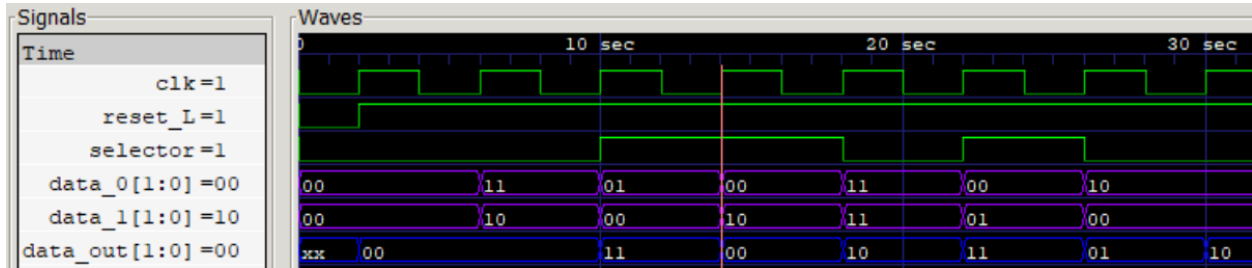 Signals
Waves
Time
0 10 sec 20 sec 30 sec
clk=1
reset_L=1
selector=1
data_0[1:0]=00 00 11 01 00 11 00 10
data_1[1:0]=10 00 10 00 10 11 01 00
data_out[1:0]=00 xx 00 11 00 10 11 01 10